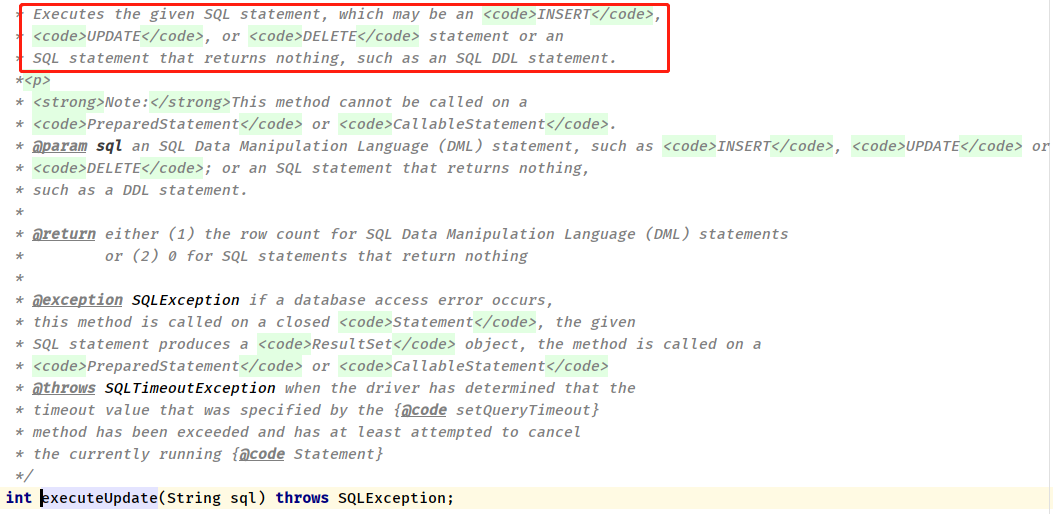 * Executes the given SQL statement, which may be an <code>INSERT</code>,
* <code>UPDATE</code>, or <code>DELETE</code> statement or an
* SQL statement that returns nothing, such as an SQL DDL statement.
*<p>
* <strong>Note:</strong>This method cannot be called on a
* <code>PreparedStatement</code> or <code>CallableStatement</code>.
* @param sql an SQL Data Manipulation Language (DML) statement, such as <code>INSERT</code>, <code>UPDATE</code> or
* <code>DELETE</code>; or an SQL statement that returns nothing,
* such as a DDL statement.
*
* @return either (1) the row count for SQL Data Manipulation Language (DML) statements
*         or (2) 0 for SQL statements that return nothing
*
* @exception SQLException if a database access error occurs,
* this method is called on a closed <code>Statement</code>, the given
* SQL statement produces a <code>ResultSet</code> object, the method is called on a
* <code>PreparedStatement</code> or <code>CallableStatement</code>
* @throws SQLTimeoutException when the driver has determined that the
* timeout value that was specified by the {@code setQueryTimeout}
* method has been exceeded and has at least attempted to cancel
* the currently running {@code Statement}
*/
int executeUpdate(String sql) throws SQLException;